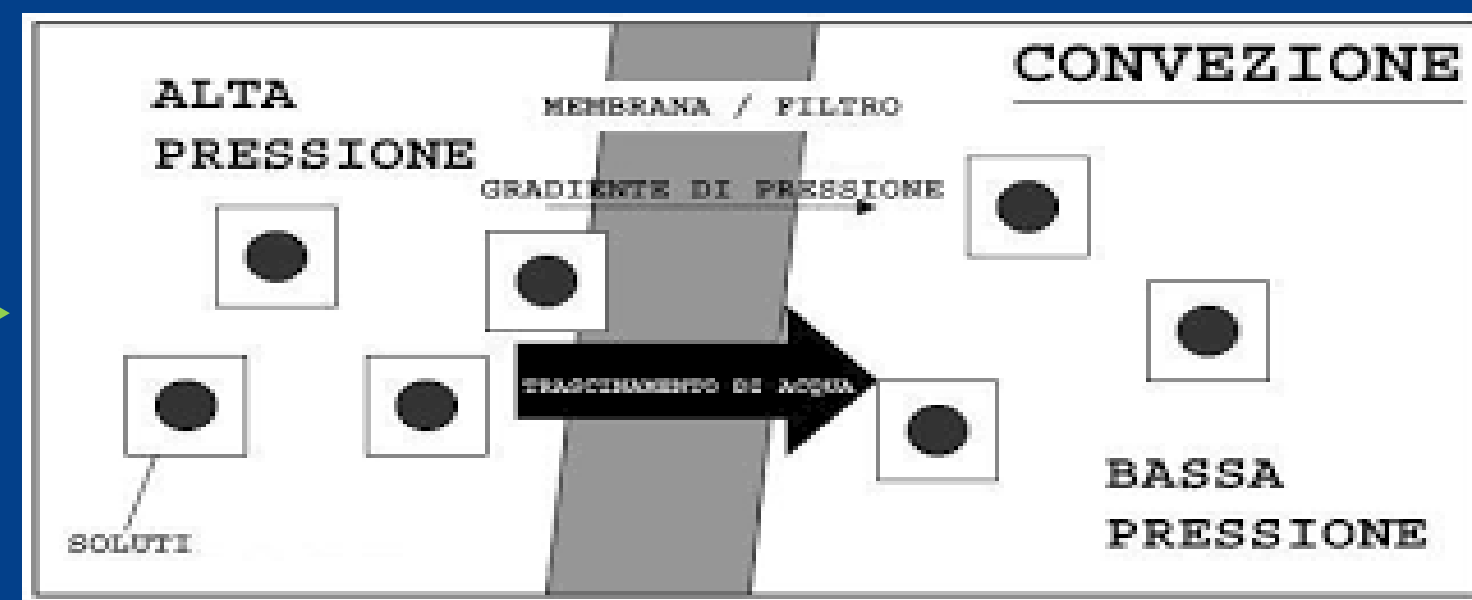 CONVEZIONE
ALTA
PRESSIONE
MEMBRANA / FILTRO
GRADIENTE DI PRESSIONE
TRASCINAMENTO DI ACQUA
SOLUTI
BASSA
PRESSIONE